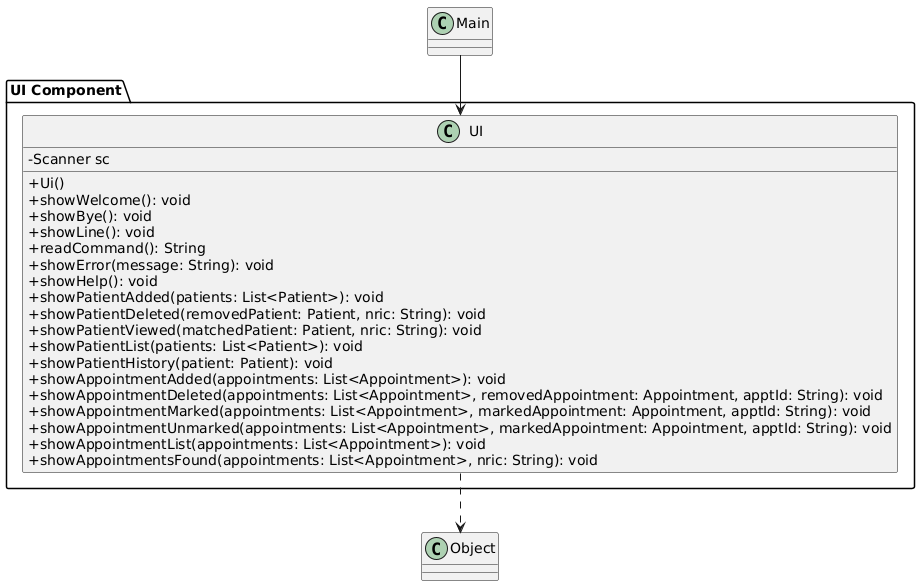 C Main
UI Component
C UI
-Scanner sc
+Ui()
+showWelcome(): void
+showBye(): void
+showLine(): void
+readCommand(): String
+showError(message: String): void
+showHelp(): void
+showPatientAdded(patients: List<Patient>): void
+showPatientDeleted(removedPatient: Patient, nric: String): void
+showPatientViewed(matchedPatient: Patient, nric: String): void
+showPatientList(patients: List<Patient>): void
+showPatientHistory(patient: Patient): void
+showAppointmentAdded(appointments: List<Appointment>): void
+showAppointmentDeleted(appointments: List<Appointment>, removedAppointment: Appointment, apptId: String): void
+showAppointmentMarked(appointments: List<Appointment>, markedAppointment: Appointment, apptId: String): void
+showAppointmentUnmarked(appointments: List<Appointment>, markedAppointment: Appointment, apptId: String): void
+showAppointmentList(appointments: List<Appointment>): void
+showAppointmentsFound(appointments: List<Appointment>, nric: String): void
C Object